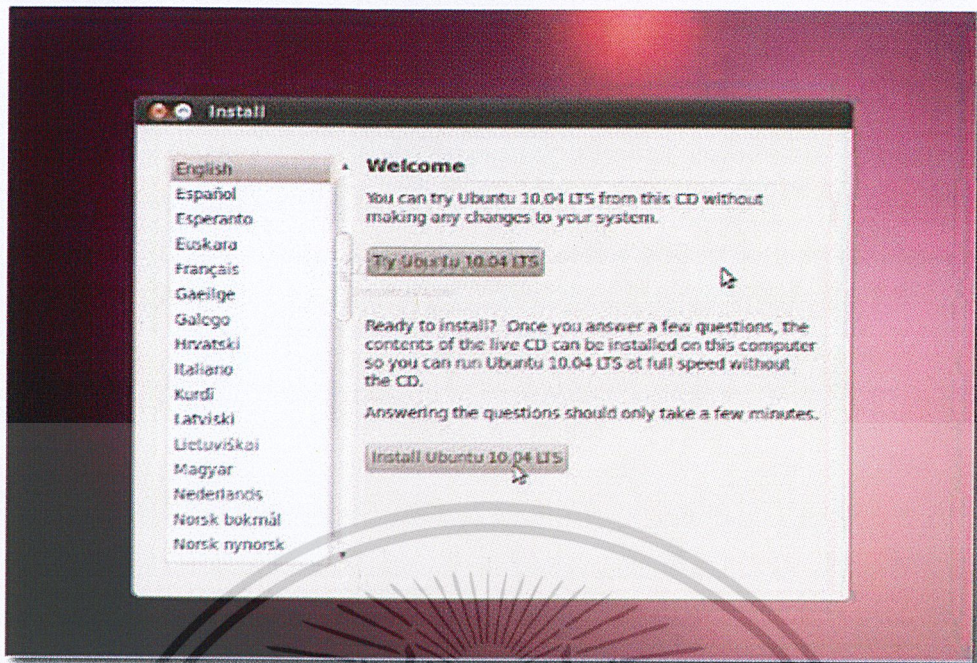 Install
English
Español
Esperanto
Euskara
Français
Gaeilge
Galego
Hrvatski
Italiano
Kurdî
Latviski
Lietuviškai
Magyar
Nederlands
Norsk bokmål
Norsk nynorsk
Welcome
You can try Ubuntu 10.04 LTS from this CD without
making any changes to your system.
Try Ubuntu 10.04 LTS
Ready to install? Once you answer a few questions, the
contents of the live CD can be installed on this computer
so you can run Ubuntu 10.04 LTS at full speed without
the CD.
Answering the questions should only take a few minutes.
Install Ubuntu 10.04 LTS